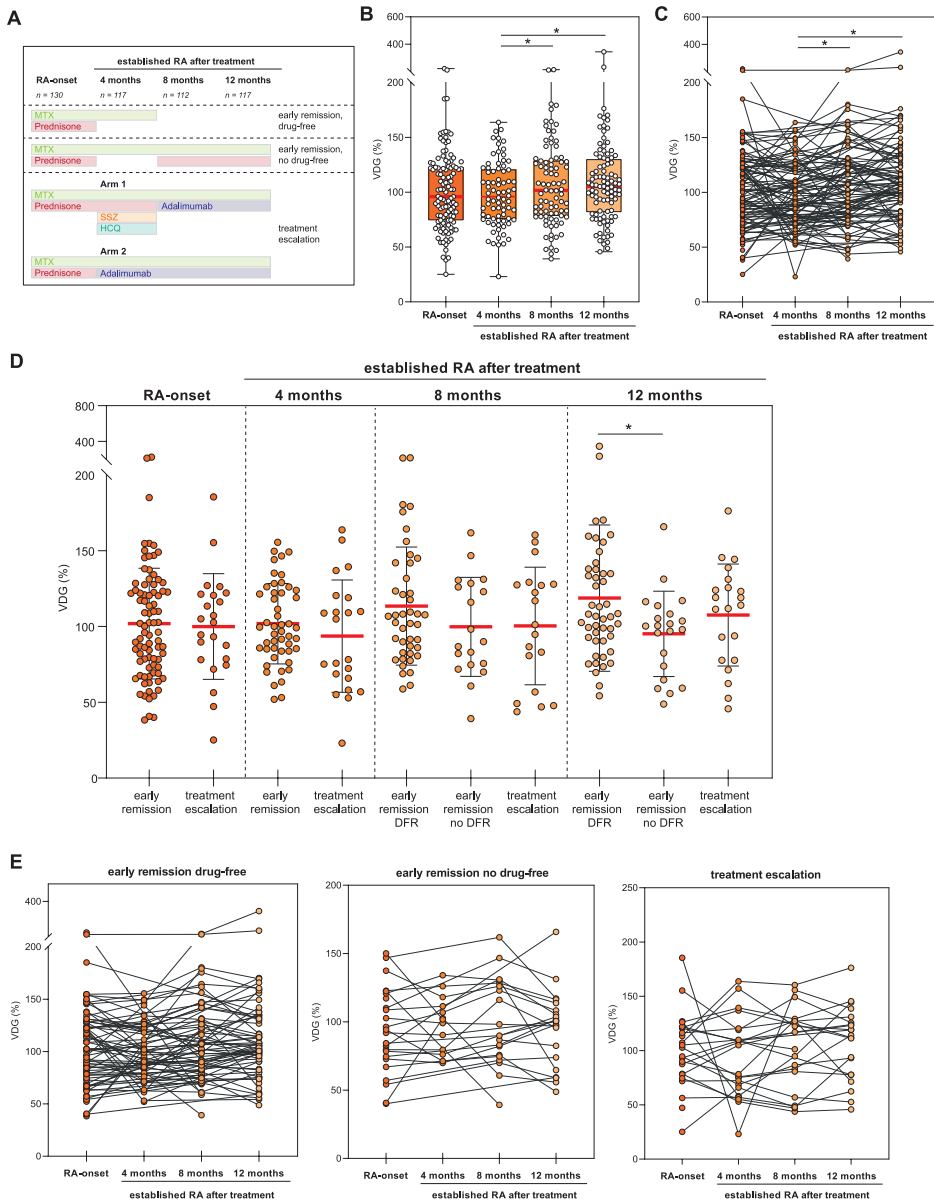 A
established RA after treatment
RA-onset 4 months 8 months 12 months
n = 130 n = 117 n = 112 n = 117
MTX
Prednisone
early remission,
drug-free
MTX
Prednisone
early remission,
no drug-free
Arm 1
MTX
Prednisone Adalimumab
SSZ
HCQ
treatment
escalation
Arm 2
MTX
Prednisone Adalimumab
B
600
400
200
150
100
50
0
VDG (%)
*
*
RA-onset 4 months 8 months 12 months
established RA after treatment
C
600
400
200
150
100
50
0
VDG (%)
*
*
RA-onset 4 months 8 months 12 months
established RA after treatment
D
established RA after treatment
RA-onset 4 months 8 months 12 months
800
400
200
150
100
50
0
VDG (%)
*
early remission
treatment escalation
early remission
treatment escalation
early remission DFR
early remission no DFR
treatment escalation
early remission DFR
early remission no DFR
treatment escalation
E
early remission drug-free
400
200
150
100
50
0
VDG (%)
RA-onset 4 months 8 months 12 months
established RA after treatment
early remission no drug-free
200
150
100
50
0
VDG (%)
RA-onset 4 months 8 months 12 months
established RA after treatment
treatment escalation
250
200
150
100
50
0
VDG (%)
RA-onset 4 months 8 months 12 months
established RA after treatment